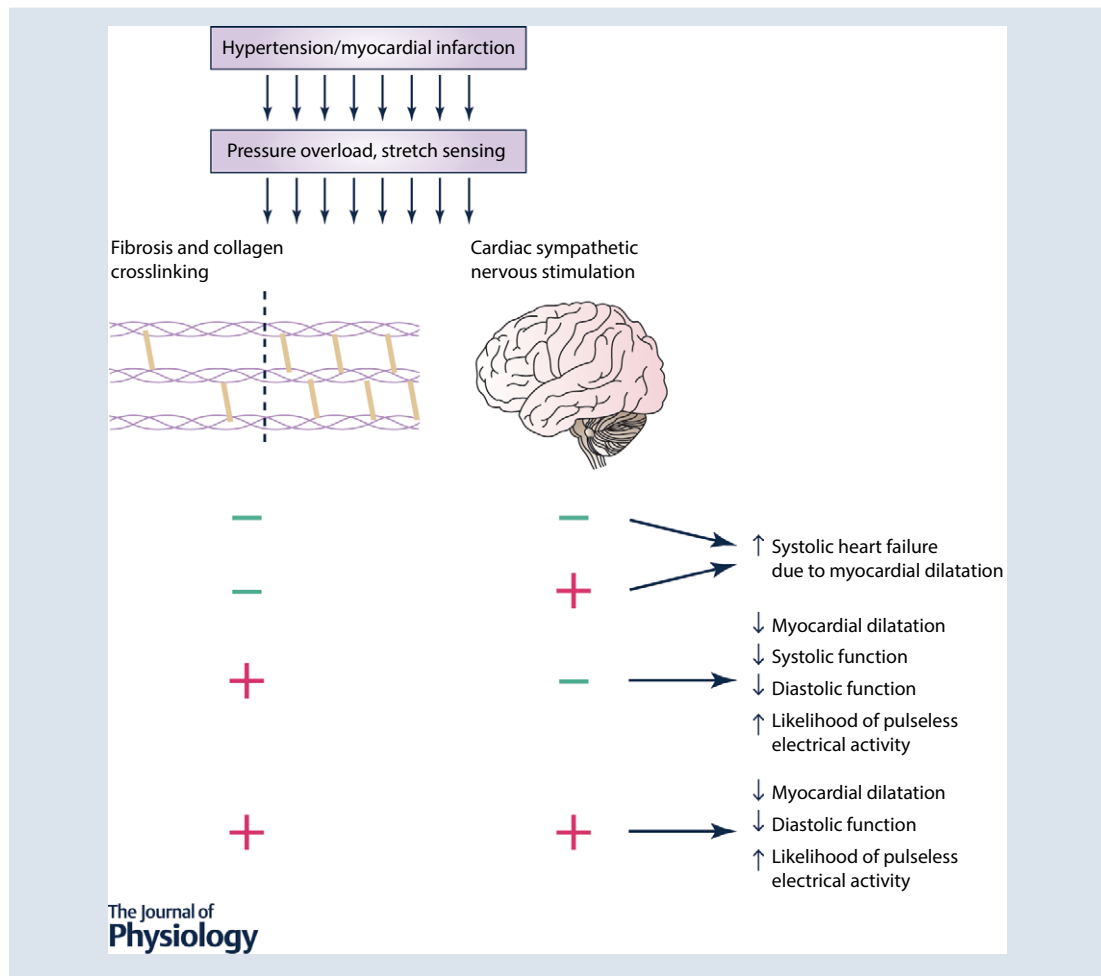 Hypertension/myocardial infarction
Pressure overload, stretch sensing
Fibrosis and collagen
crosslinking
Cardiac sympathetic
nervous stimulation
− −
↑ Systolic heart failure
due to myocardial dilatation
− +
↓ Myocardial dilatation
↓ Systolic function
+ −
↓ Diastolic function
↑ Likelihood of pulseless
electrical activity
↓ Myocardial dilatation
+ +
↓ Diastolic function
↑ Likelihood of pulseless
electrical activity
The Journal of
Physiology